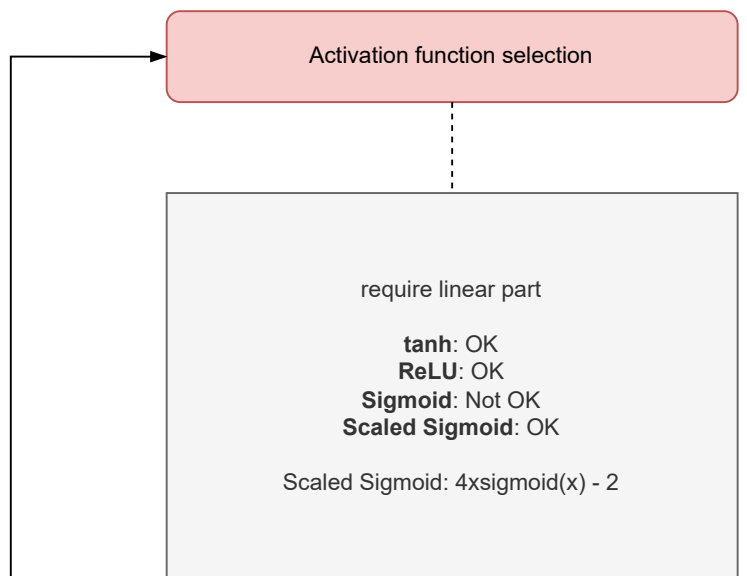 Activation function selection
require linear part
tanh: OK
ReLU: OK
Sigmoid: Not OK
Scaled Sigmoid: OK
Scaled Sigmoid: 4xsigmoid(x) - 2